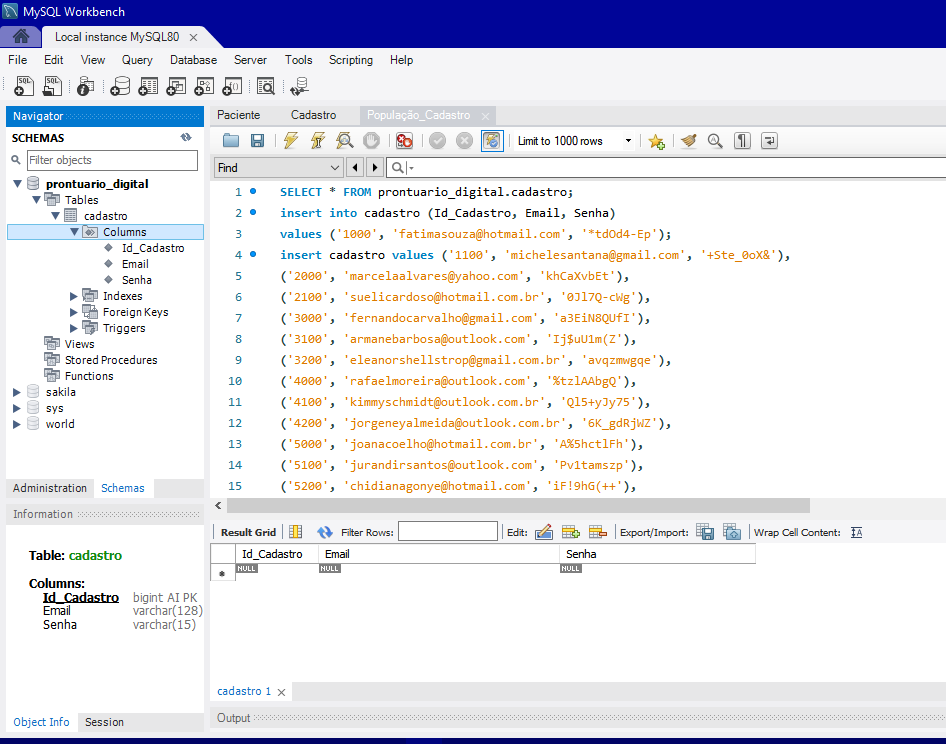 MySQL Workbench
Local instance MySQL80
File Edit View Query Database Server Tools Scripting Help
Navigator
SCHEMAS
Filter objects
prontuario_digital
Tables
cadastro
Columns
Id_Cadastro
Email
Senha
Indexes
Foreign Keys
Triggers
Views
Stored Procedures
Functions
sakila
sys
world
Administration Schemas
Information
Table: cadastro
Columns:
Id_Cadastro bigint AI PK
Email varchar(128)
Senha varchar(15)
Object Info Session
Paciente Cadastro População_Cadastro
Limit to 1000 rows
Find
1 SELECT * FROM prontuario_digital.cadastro;
2 insert into cadastro (Id_Cadastro, Email, Senha)
3 values ('1000', 'fatimasouza@hotmail.com', '*tdOd4-Ep');
4 insert cadastro values ('1100', 'michelesantana@gmail.com', '+Ste_0oX&'),
5 ('2000', 'marcelaalvares@yahoo.com', 'khCaXvbEt'),
6 ('2100', 'suelicardoso@hotmail.com.br', '0Jl7Q-cWg'),
7 ('3000', 'fernandocarvalho@gmail.com', 'a3EiN8QUfI'),
8 ('3100', 'armanebarbosa@outlook.com', 'Ij$uU1m(Z'),
9 ('3200', 'eleanorshellstrop@gmail.com.br', 'avqzmwgqe'),
10 ('4000', 'rafaelmoreira@outlook.com', '%tzlAAbgQ'),
11 ('4100', 'kimmyschmidt@outlook.com.br', 'Ql5+yJy75'),
12 ('4200', 'jorgeneyalmeida@outlook.com.br', '6K_gdRjWZ'),
13 ('5000', 'joanacoelho@hotmail.com.br', 'A%5hctlFh'),
14 ('5100', 'jurandirsantos@outlook.com', 'Pv1tamszp'),
15 ('5200', 'chidianagonye@hotmail.com', 'iF!9hG(++'),
Result Grid Filter Rows: Edit: Export/Import: Wrap Cell Content:
Id_Cadastro Email Senha
NULL NULL NULL
cadastro 1
Output